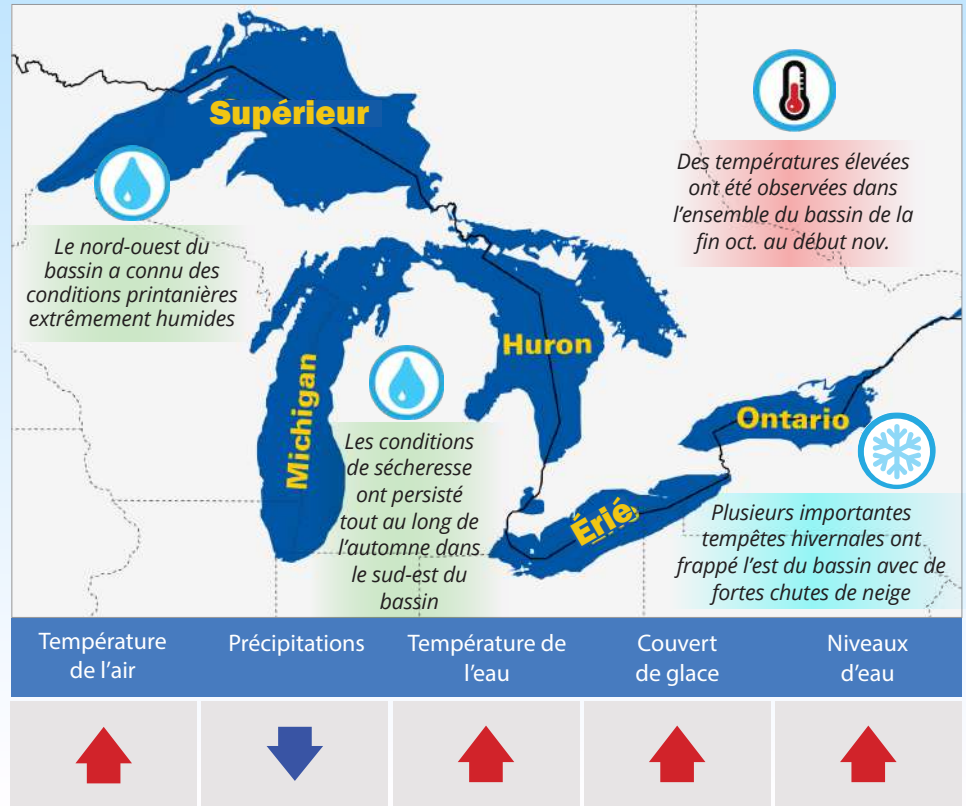 Supérieur
Des températures élevées
ont été observées dans
l'ensemble du bassin de la
fin oct. au début nov.
Le nord-ouest du
bassin a connu des
conditions printanières
extrêmement humides
Huron
Michigan
Ontario
Les conditions
de sécheresse
ont persisté
tout au long de
l'automne dans
le sud-est du
bassin
Érié
Plusieurs importantes
tempêtes hivernales ont
frappé l'est du bassin avec de
fortes chutes de neige
Température
de l'air
Précipitations
Température de
l'eau
Couvert
de glace
Niveaux
d'eau